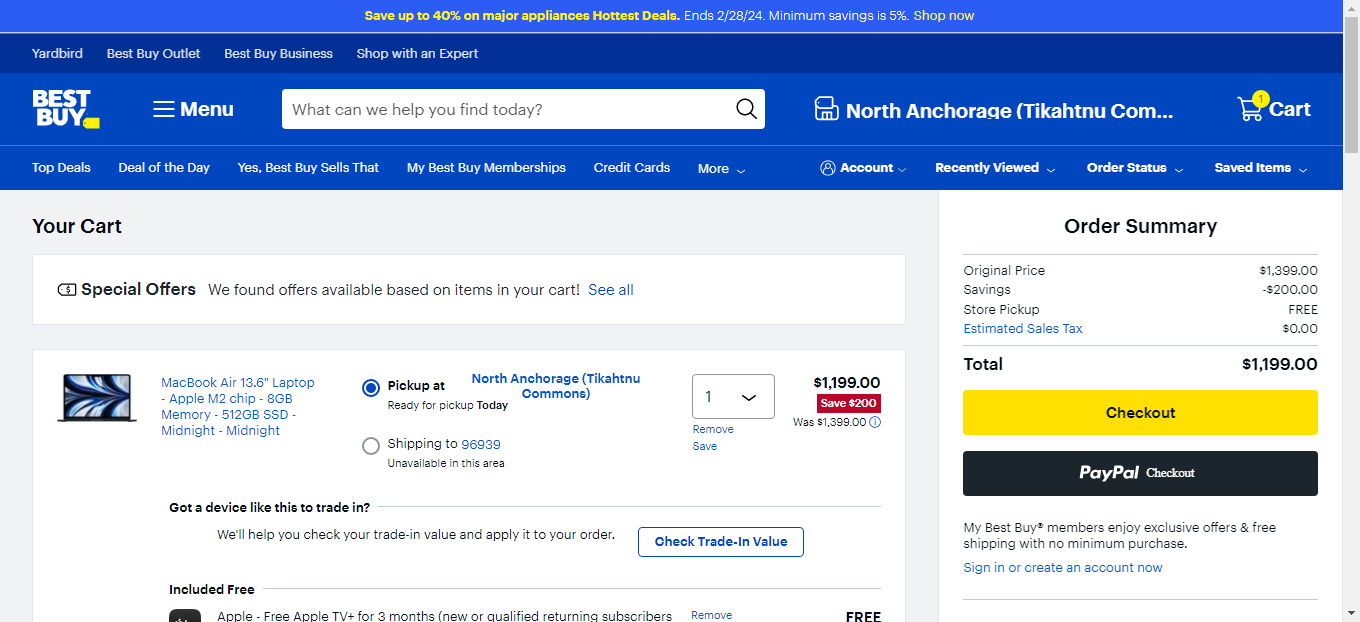 Save up to 40% on major appliances Hottest Deals. Ends 2/28/24. Minimum savings is 5%. Shop now
Yardbird Best Buy Outlet Best Buy Business Shop with an Expert
BEST BUY
Menu
What can we help you find today?
North Anchorage (Tikahtnu Com...
1
Cart
Top Deals Deal of the Day Yes, Best Buy Sells That My Best Buy Memberships Credit Cards More
Account Recently Viewed Order Status Saved Items
Your Cart
Special Offers We found offers available based on items in your cart! See all
MacBook Air 13.6" Laptop
- Apple M2 chip - 8GB
Memory - 512GB SSD -
Midnight - Midnight
Pickup at North Anchorage (Tikahtnu
Commons)
Ready for pickup Today
Shipping to 96939
Unavailable in this area
1
Remove
Save
$1,199.00
Save $200
Was $1,399.00
Got a device like this to trade in?
We'll help you check your trade-in value and apply it to your order.
Check Trade-In Value
Included Free
Apple - Free Apple TV+ for 3 months (new or qualified returning subscribers
Remove
FREE
Order Summary
Original Price $1,399.00
Savings -$200.00
Store Pickup FREE
Estimated Sales Tax $0.00
Total $1,199.00
Checkout
PayPal Checkout
My Best Buy® members enjoy exclusive offers & free
shipping with no minimum purchase.
Sign in or create an account now